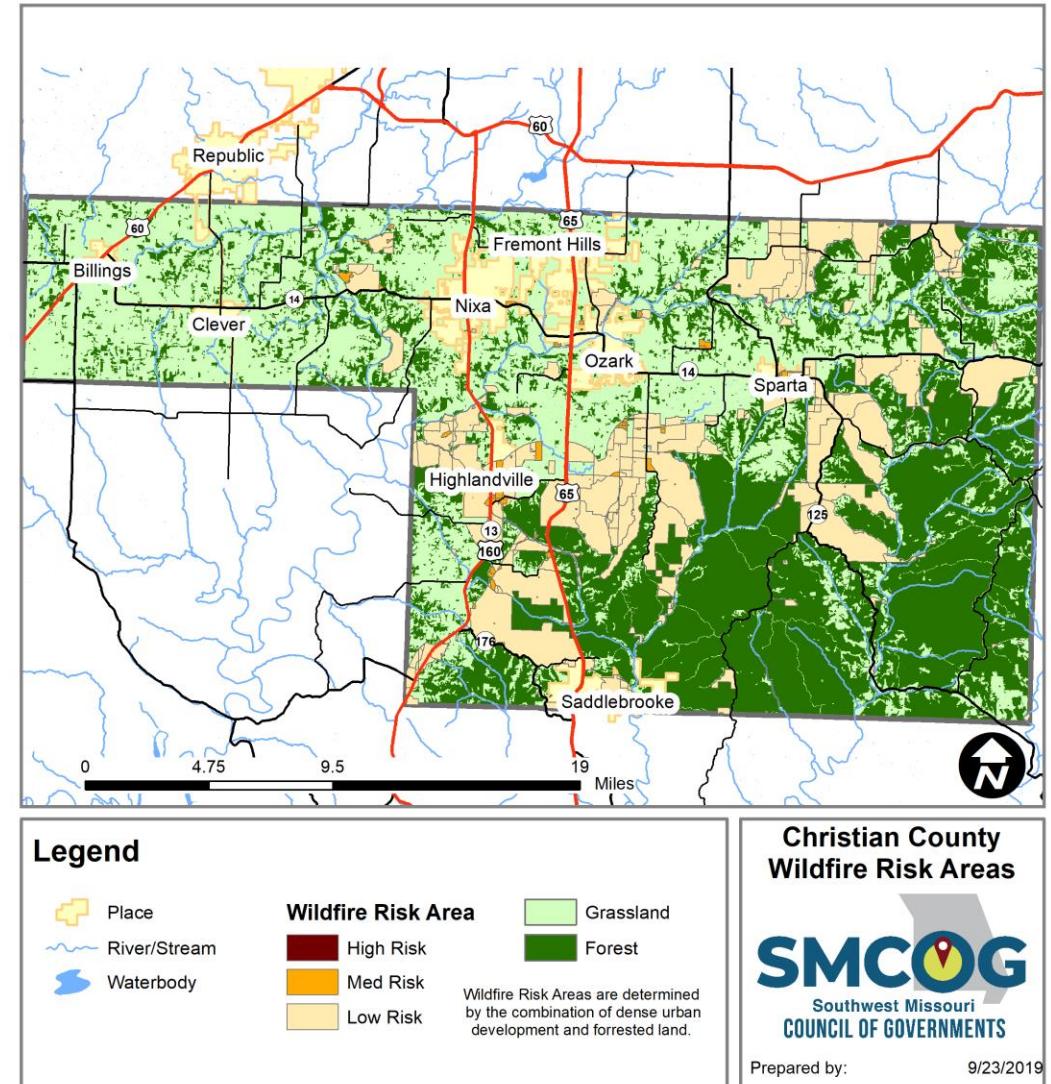 60
Republic
65
60
Fremont Hills
Billings
14
Nixa
Clever
Ozark
14
Sparta
Highlandville
65
125
13
160
176
Saddlebrooke
0 4.75 9.5 19
Miles
N
Legend
Place
River/Stream
Waterbody
Wildfire Risk Area
High Risk
Med Risk
Low Risk
Grassland
Forest
Wildfire Risk Areas are determined
by the combination of dense urban
development and forrested land.
Christian County
Wildfire Risk Areas
SMCOG
Southwest Missouri
COUNCIL OF GOVERNMENTS
Prepared by: 9/23/2019